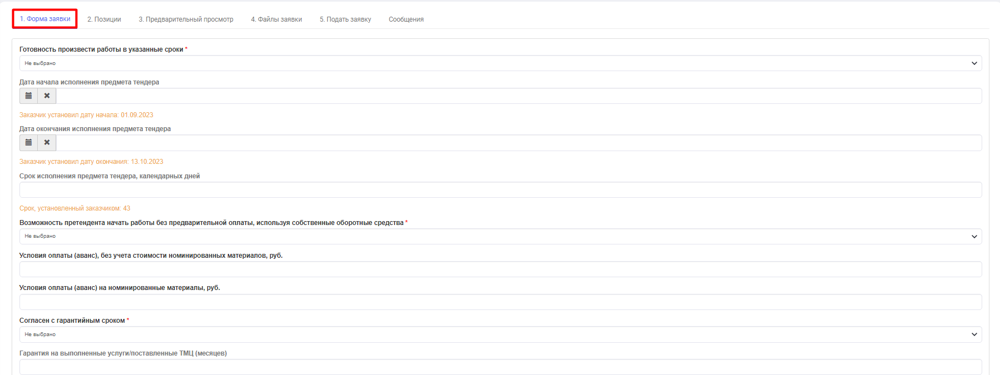 1. Форма заявки 2. Позиции 3. Предварительный просмотр 4. Файлы заявки 5. Подать заявку Сообщения
Готовность произвести работы в указанные сроки *
Не выбрано
Дата начала исполнения предмета тендера
Заказчик установил дату начала: 01.09.2023
Дата окончания исполнения предмета тендера
Заказчик установил дату окончания: 13.10.2023
Срок исполнения предмета тендера, календарных дней
Срок, установленный заказчиком: 43
Возможность претендента начать работы без предварительной оплаты, используя собственные оборотные средства *
Не выбрано
Условия оплаты (аванс), без учета стоимости номинированных материалов, руб.
Условия оплаты (аванс) на номинированные материалы, руб.
Согласен с гарантийным сроком *
Не выбрано
Гарантия на выполненные услуги/поставленные ТМЦ (месяцев)